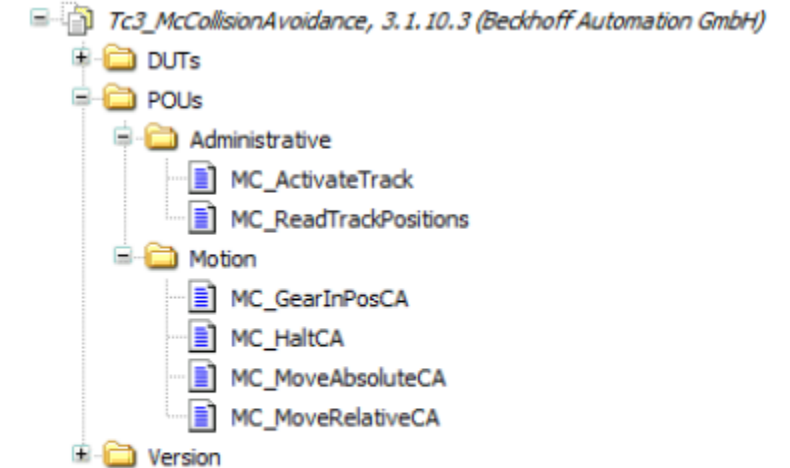 Tc3_McCollisionAvoidance, 3.1.10.3 (Beckhoff Automation GmbH)
DUTs
POUs
Administrative
MC_ActivateTrack
MC_ReadTrackPositions
Motion
MC_GearInPosCA
MC_HaltCA
MC_MoveAbsoluteCA
MC_MoveRelativeCA
Version